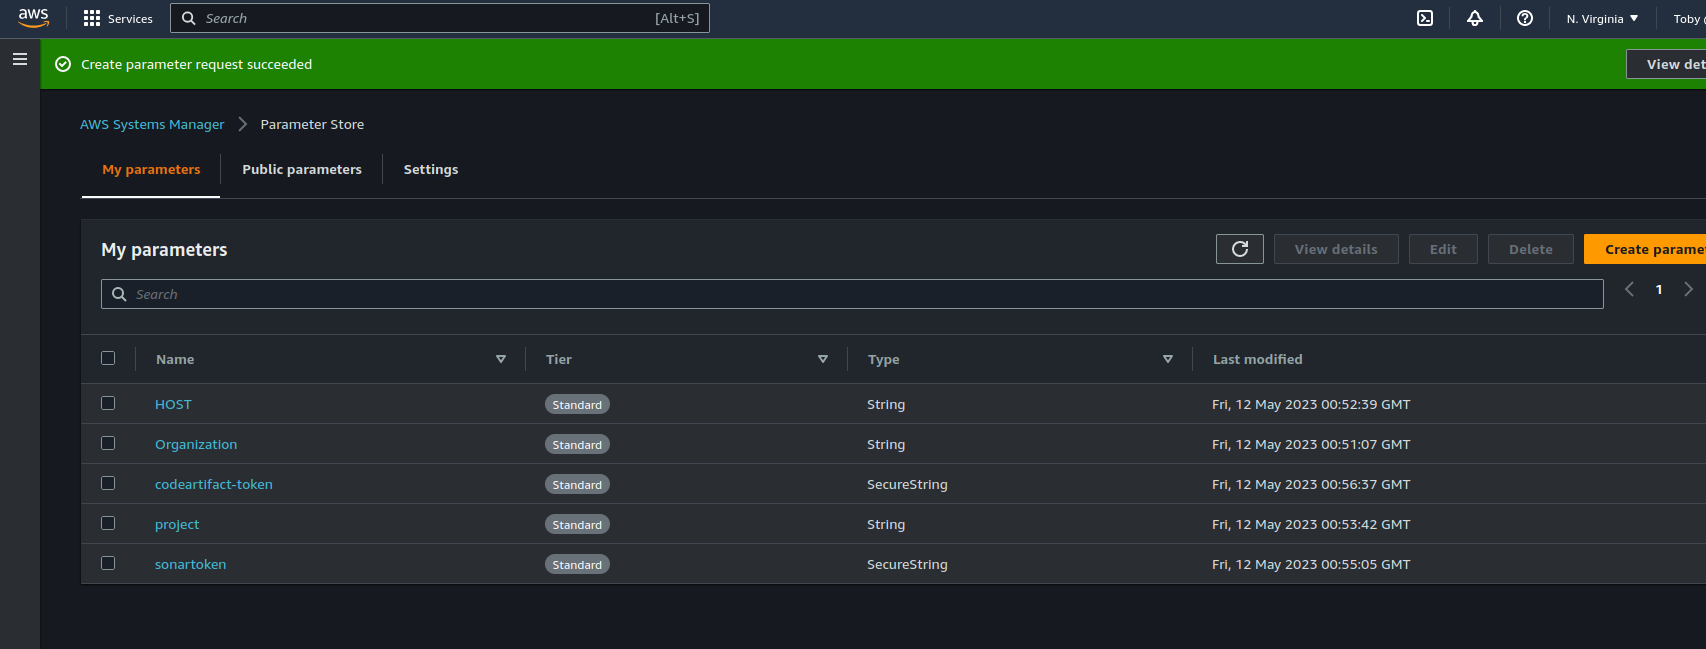 aws Services Search [Alt+S] N. Virginia Toby
Create parameter request succeeded View det
AWS Systems Manager Parameter Store
My parameters Public parameters Settings
My parameters View details Edit Delete Create parame
Search 1
Name Tier Type Last modified
HOST Standard String Fri, 12 May 2023 00:52:39 GMT
Organization Standard String Fri, 12 May 2023 00:51:07 GMT
codeartifact-token Standard SecureString Fri, 12 May 2023 00:56:37 GMT
project Standard String Fri, 12 May 2023 00:53:42 GMT
sonartoken Standard SecureString Fri, 12 May 2023 00:55:05 GMT